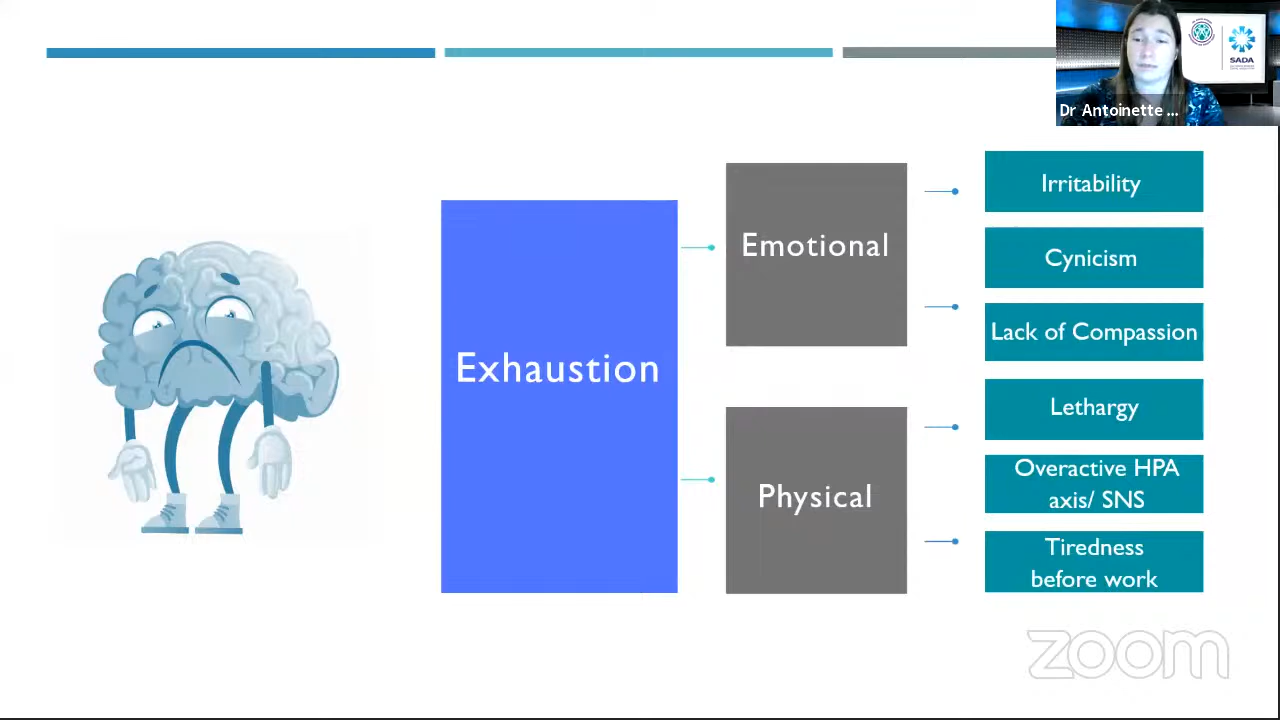 SADA
Dr Antoinette ...
Exhaustion
Emotional
Physical
Irritability
Cynicism
Lack of Compassion
Lethargy
Overactive HPA
axis/ SNS
Tiredness
before work
zoom